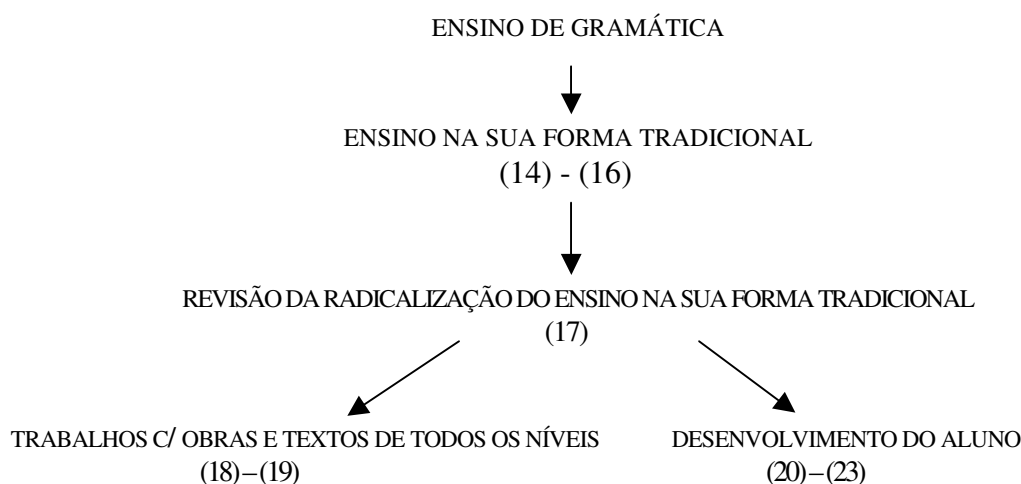 ENSINO DE GRAMÁTICA
ENSINO NA SUA FORMA TRADICIONAL
(14) - (16)
REVISÃO DA RADICALIZAÇÃO DO ENSINO NA SUA FORMA TRADICIONAL
(17)
TRABALHOS C/ OBRAS E TEXTOS DE TODOS OS NÍVEIS
(18)–(19)
DESENVOLVIMENTO DO ALUNO
(20)–(23)